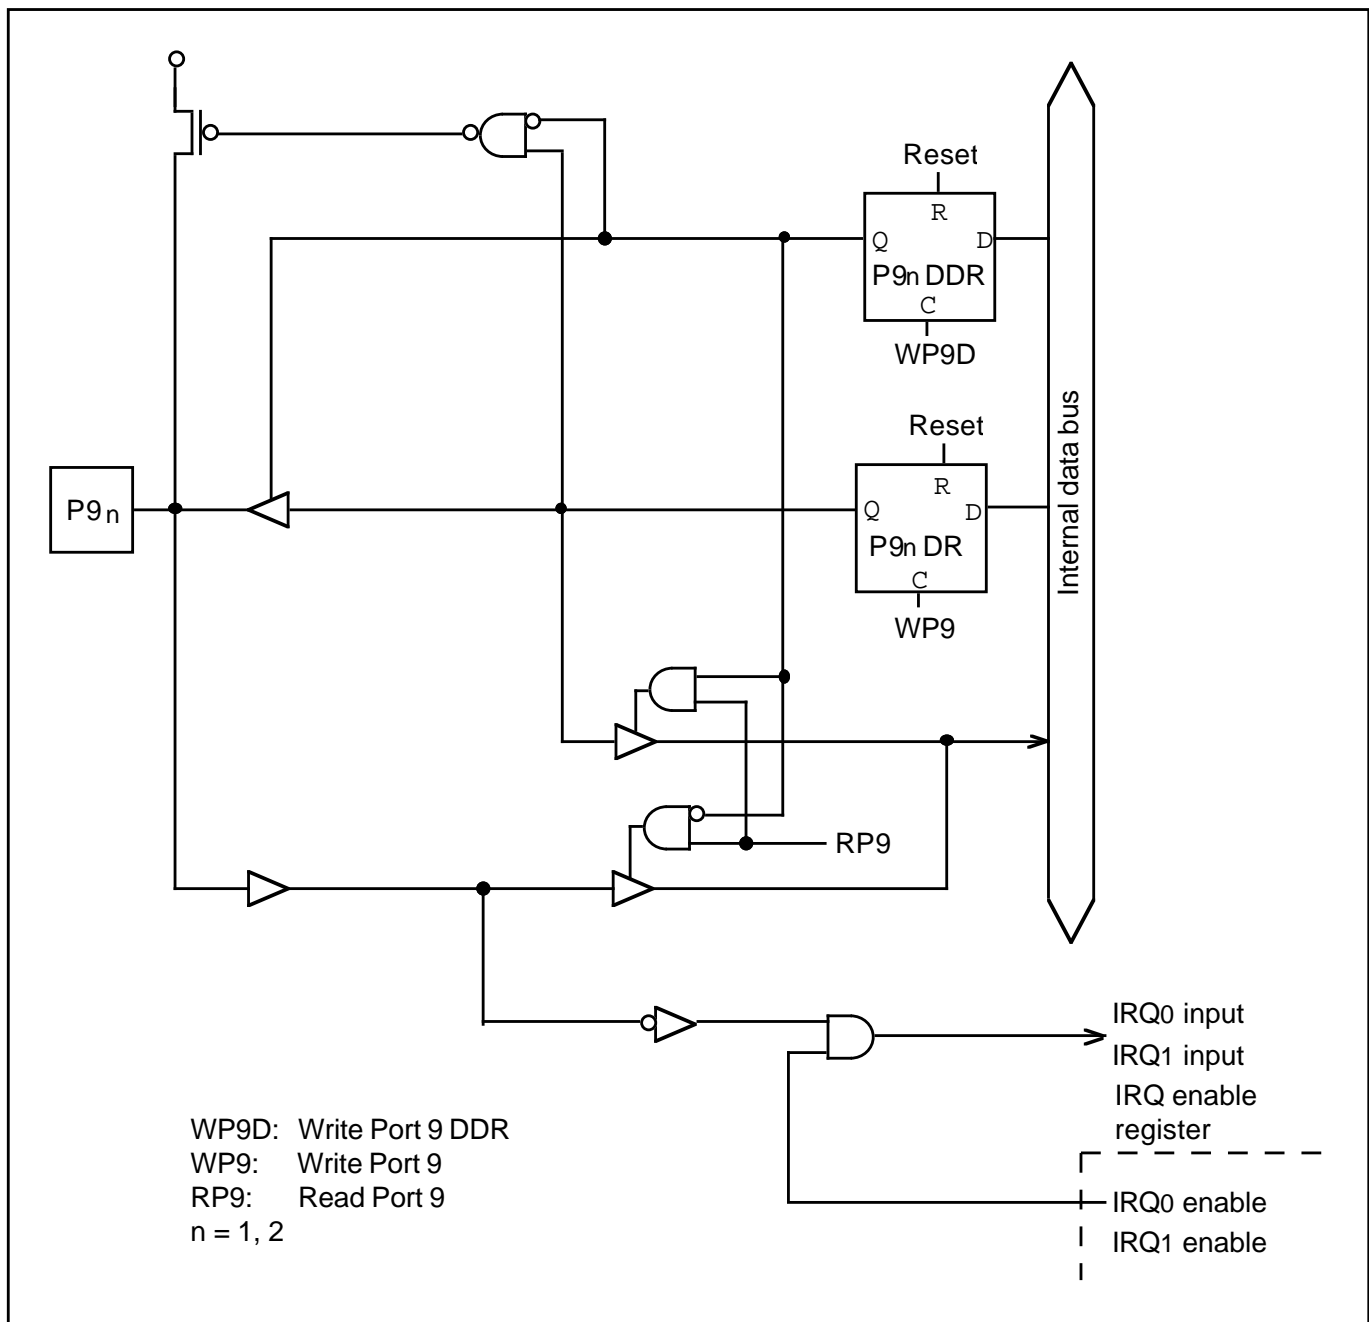 Reset
R
Q
D
P9n DDR
C
WP9D
Reset
R
Q
D
P9n DR
C
WP9
P9n
Internal data bus
RP9
IRQ0 input
IRQ1 input
IRQ enable
register
IRQ0 enable
IRQ1 enable
WP9D: Write Port 9 DDR
WP9: Write Port 9
RP9: Read Port 9
n = 1, 2